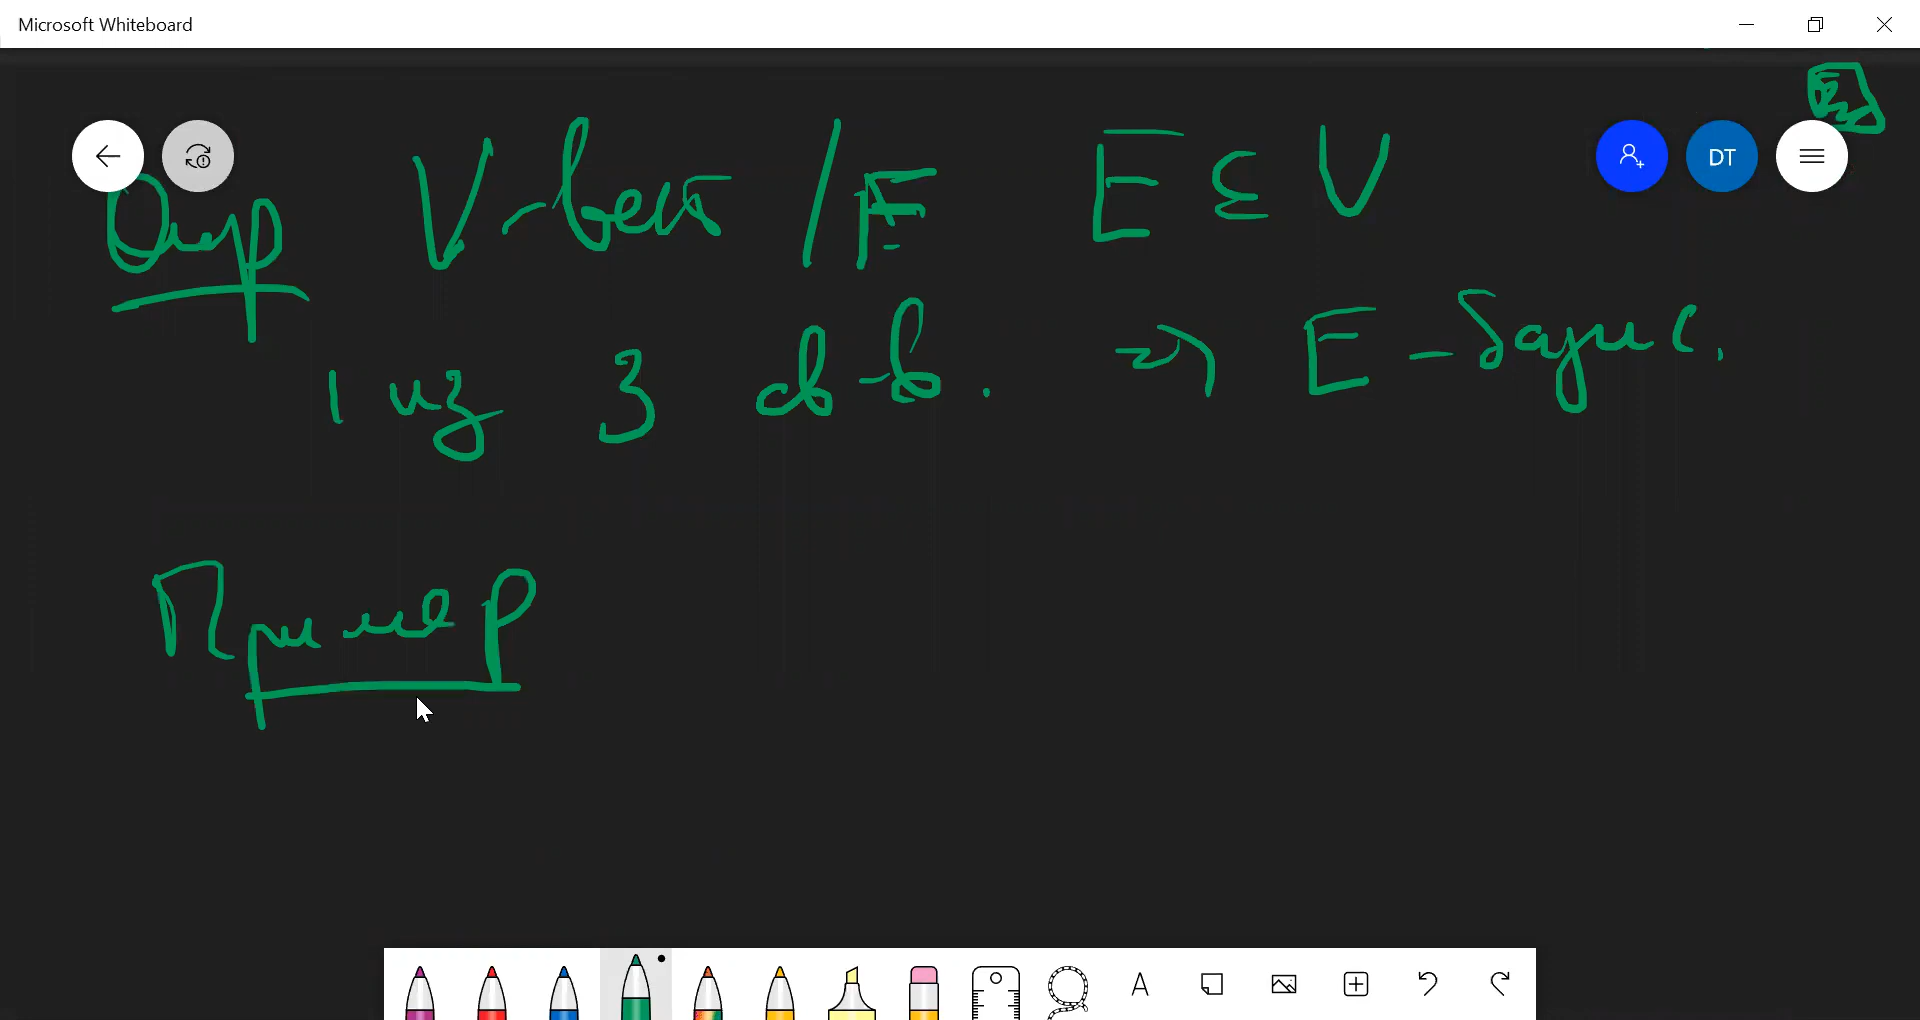 Microsoft Whiteboard
DT
Опр V-вект / F E ⊆ V
1 из 3 св-в. => E - базис.
Пример
A